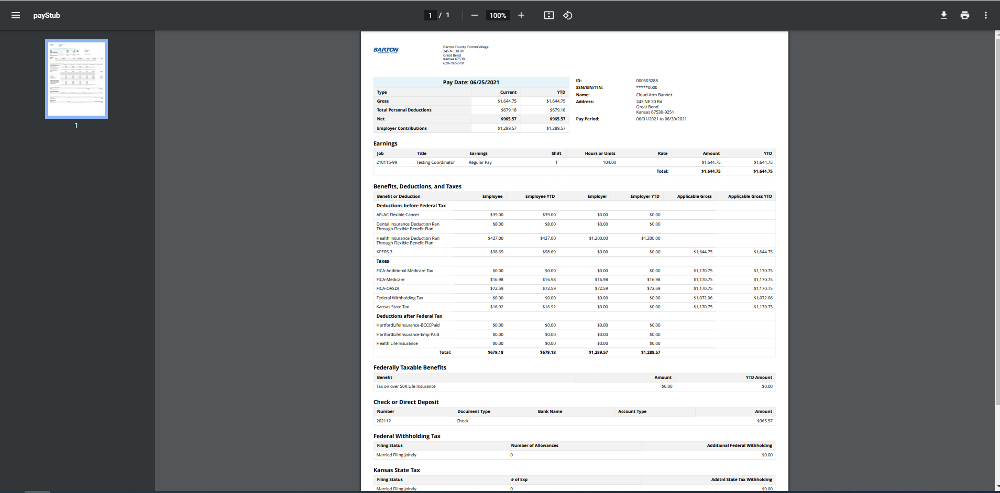 payStub
1 / 1
100%
1
BARTON
COMMUNITY COLLEGE
Barton County CommCollege
245 NE 30 RD
Great Bend
Kansas 67530
620-792-2701
Pay Date: 06/25/2021
Type Current YTD
Gross $1,644.75 $1,644.75
Total Personal Deductions $679.18 $679.18
Net $965.57 $965.57
Employer Contributions $1,289.57 $1,289.57
ID: 000503288
SSN/SIN/TIN: *****0000
Name: Cloud Arm Banner
Address: 245 NE 30 Rd
Great Bend
Kansas 67530-9251
Pay Period: 06/01/2021 to 06/30/2021
Earnings
Job Title Earnings Shift Hours or Units Rate Amount YTD
210115-99 Testing Coordinator Regular Pay 1 104.00 $1,644.75 $1,644.75
Total: $1,644.75 $1,644.75
Benefits, Deductions, and Taxes
Benefit or Deduction Employee Employee YTD Employer Employer YTD Applicable Gross Applicable Gross YTD
Deductions before Federal Tax
AFLAC Flexible Cancer $39.00 $39.00 $0.00 $0.00
Dental Insurance Deduction Ran $8.00 $8.00 $0.00 $0.00
Through Flexible Benefit Plan
Health Insurance Deduction Ran $427.00 $427.00 $1,200.00 $1,200.00
Through Flexible Benefit Plan
KPERS 3 $98.69 $98.69 $0.00 $0.00 $1,644.75 $1,644.75
Taxes
FICA-Additional Medicare Tax $0.00 $0.00 $0.00 $0.00 $1,170.75 $1,170.75
FICA-Medicare $16.98 $16.98 $16.98 $16.98 $1,170.75 $1,170.75
FICA-OASDI $72.59 $72.59 $72.59 $72.59 $1,170.75 $1,170.75
Federal Withholding Tax $0.00 $0.00 $0.00 $0.00 $1,072.06 $1,072.06
Kansas State Tax $16.92 $16.92 $0.00 $0.00 $1,170.75 $1,170.75
Deductions after Federal Tax
HartfordLifeInsurance-BCCCPaid $0.00 $0.00 $0.00 $0.00
HartfordLifeInsurance-Emp Paid $0.00 $0.00 $0.00 $0.00
Health Life Insurance $0.00 $0.00 $0.00 $0.00
Total: $679.18 $679.18 $1,289.57 $1,289.57
Federally Taxable Benefits
Benefit Amount YTD Amount
Tax on over 50K Life Insurance $0.00 $0.00
Check or Direct Deposit
Number Document Type Bank Name Account Type Amount
202112 Check $965.57
Federal Withholding Tax
Filing Status Number of Allowances Additional Federal Withholding
Married Filing Jointly 0 $0.00
Kansas State Tax
Filing Status # of Exp Addtnl State Tax Withholding
Married Filing Jointly 0 $0.00